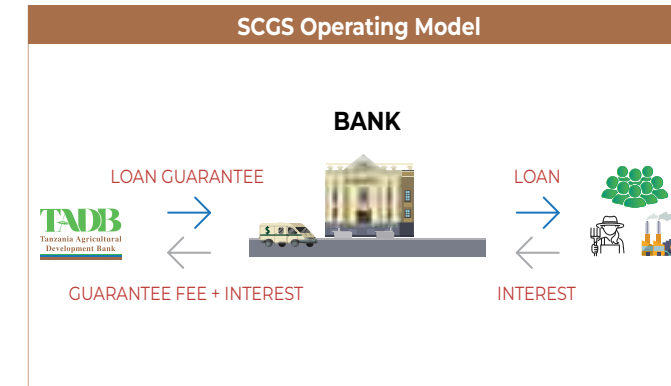 SCGS Operating Model
BANK
LOAN GUARANTEE
LOAN
TADB
Tanzania Agricultural
Development Bank
$
GUARANTEE FEE + INTEREST
INTEREST